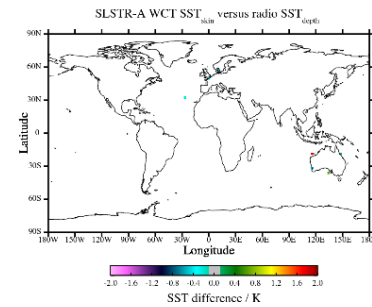 SLSTR-A WCT SST skin versus radio SST depth
90N
60N
30N
0
30S
60S
90S
Latitude
180W 150W 120W 90W 60W 30W 0 30E 60E 90E 120E 150E 180E
Longitude
-2.0 -1.6 -1.2 -0.8 -0.4 -0.0 0.4 0.8 1.2 1.6 2.0
SST difference / K